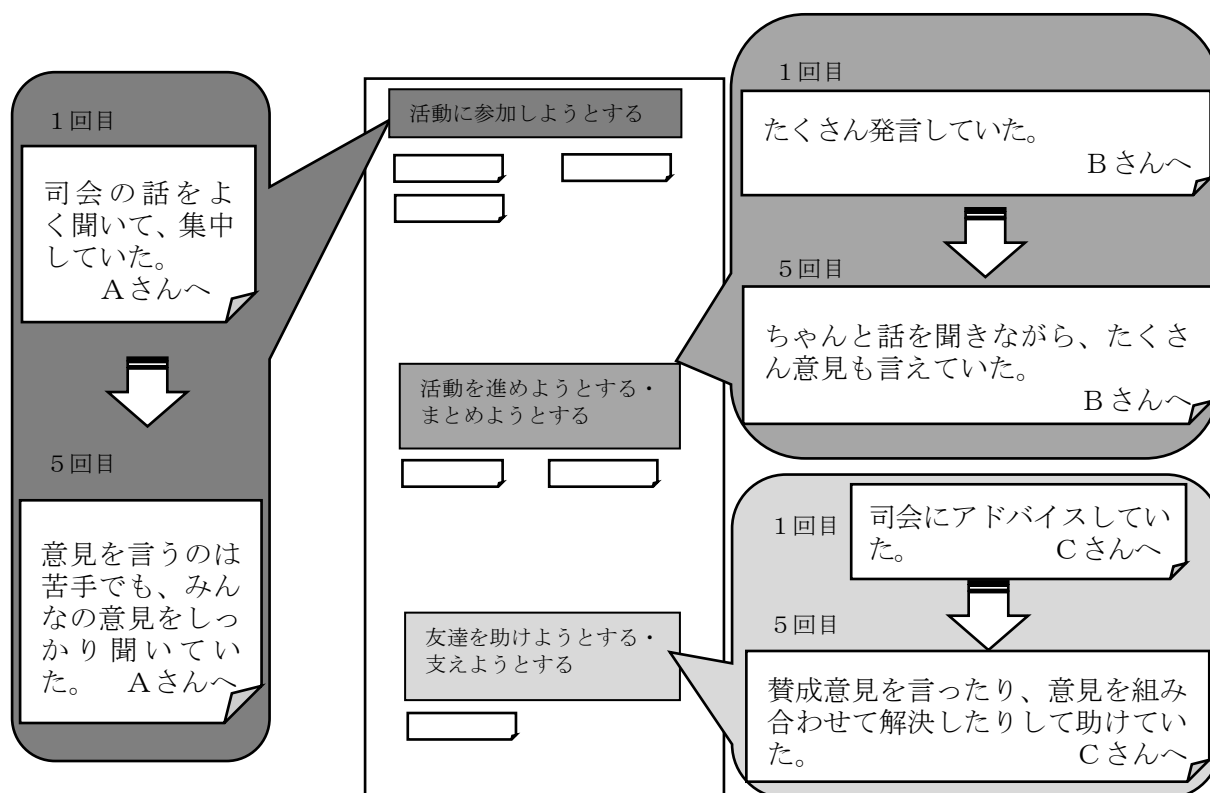 1回目
司会の話をよ
く聞いて、集中
していた。
Aさんへ
5回目
意見を言うのは
苦手でも、みん
なの意見をしっ
かり聞いてい
た。 Aさんへ
活動に参加しようとする
活動を進めようとする・
まとめようとする
友達を助けようとする・
支えようとする
1回目
たくさん発言していた。
Bさんへ
5回目
ちゃんと話を聞きながら、たくさ
ん意見も言えていた。
Bさんへ
1回目
司会にアドバイスしてい
た。 Cさんへ
5回目
賛成意見を言ったり、意見を組み
合わせて解決したりして助けてい
た。 Cさんへ